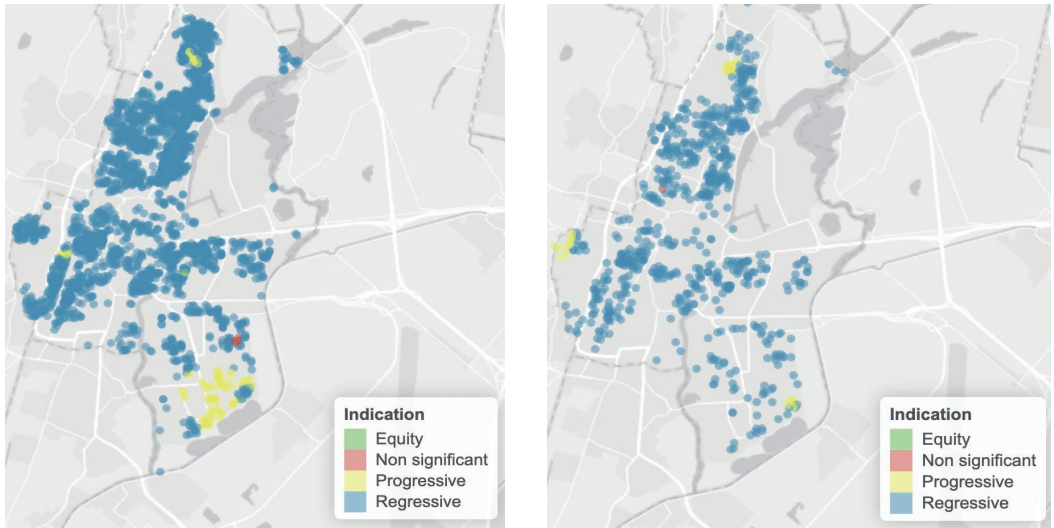 Indication
Equity
Non significant
Progressive
Regressive
Indication
Equity
Non significant
Progressive
Regressive